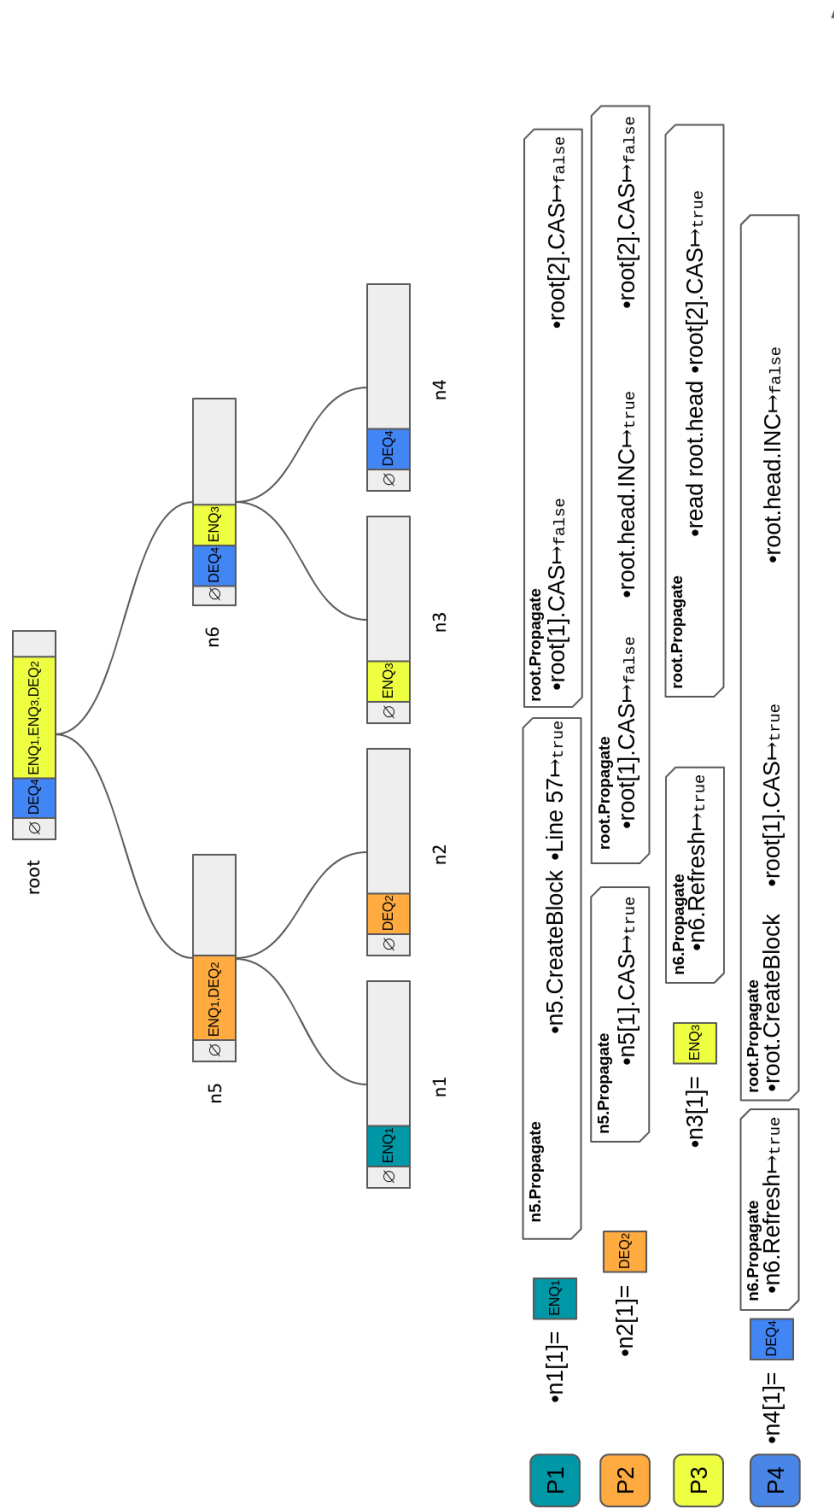 root
∅ DEQ4 ENQ1,ENQ3,DEQ2
n5
∅ ENQ1,DEQ2
n6
∅ DEQ4 ENQ3
∅ ENQ1
n1
∅ DEQ2
n2
∅ ENQ3
n3
∅ DEQ4
n4
P1
•n1[1]= ENQ1
n5.Propagate
•n5.CreateBlock •Line 57↦true
root.Propagate
•root[1].CAS↦false •root[2].CAS↦false
P2
•n2[1]= DEQ2
n5.Propagate
•n5[1].CAS↦true
root.Propagate
•root[1].CAS↦false •root.head.INC↦true •root[2].CAS↦false
P3
•n3[1]= ENQ3
n6.Propagate
•n6.Refresh↦true
root.Propagate
•read root.head •root[2].CAS↦true
P4
•n4[1]= DEQ4
n6.Propagate
•n6.Refresh↦true
root.Propagate
•root.CreateBlock •root[1].CAS↦true •root.head.INC↦false